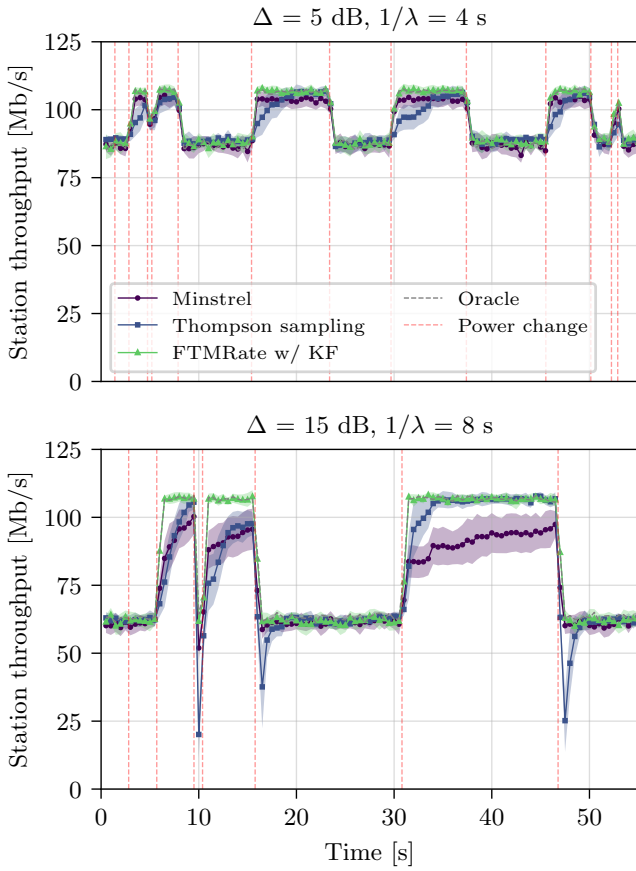 Δ = 5 dB, 1/λ = 4 s
Station throughput [Mb/s]
125
100
75
50
25
0
Minstrel
Thompson sampling
FTMRate w/ KF
Oracle
Power change
Δ = 15 dB, 1/λ = 8 s
Station throughput [Mb/s]
125
100
75
50
25
0
0 10 20 30 40 50
Time [s]